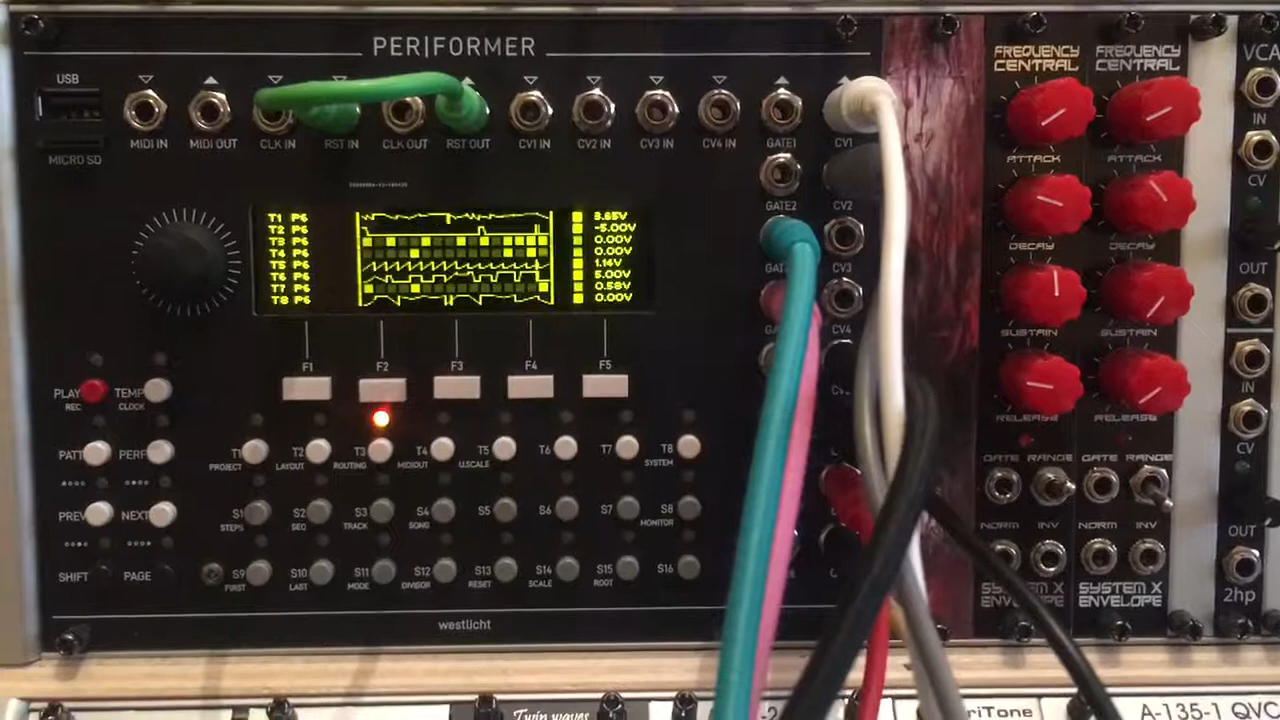 PER|FORMER
USB
MICRO SD
MIDI IN
MIDI OUT
CLK IN
RST IN
CLK OUT
RST OUT
CV1 IN
CV2 IN
CV3 IN
CV4 IN
GATE1
CV1
GATE2
CV2
CV3
CV4
T1 P6 3.65V
T2 P6 -5.00V
T3 P6 0.00V
T4 P6 0.00V
T5 P6 1.14V
T6 P6 5.00V
T7 P6 0.58V
T8 P6 0.00V
F1 F2 F3 F4 F5
PLAY
REC
CLOCK
T2 T3 T4 T5 T6 T7 T8
PROJECT LAYOUT ROUTING MIDIOUT U.SCALE SYSTEM
S1 S2 S3 S4 S5 S6 S7 S8
STEPS SEQ TRACK SONG MONITOR
PREV NEXT
SHIFT PAGE
S9 S10 S11 S12 S13 S14 S15 S16
FIRST LAST MODE DIVISOR RESET SCALE ROOT
westlicht
FREQUENCY
CENTRAL
ATTACK
DECAY
SUSTAIN
RELEASE
GATE RANGE
NORM INV
SYSTEM X
ENVELOPE
FREQUENCY
CENTRAL
ATTACK
DECAY
SUSTAIN
RELEASE
GATE RANGE
NORM INV
SYSTEM X
ENVELOPE
VCA
IN
CV
OUT
IN
CV
OUT
2hp
Twin waves
A-135-1 QVC